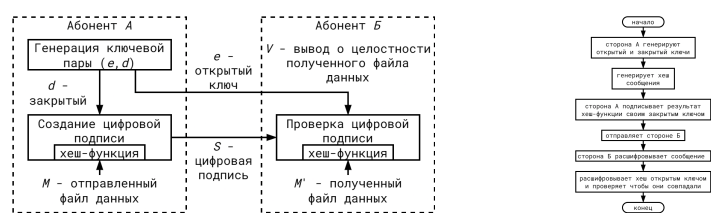 Абонент А
Генерация ключевой
пары (e,d)
d –
закрытый
e –
открытый
ключ
Создание цифровой
подписи
хеш-функция
M – отправленный
файл данных
S –
цифровая
подпись
Абонент Б
V – вывод о целостности
полученного файла
данных
Проверка цифровой
подписи
хеш-функция
M' – полученный
файл данных
начало
сторона А генерируют
открытый и закрытый ключи
генерирует хеш
сообщения
сторона А подписывает результат
хеш-функции своим закрытым ключом
отправляет стороне Б
сторона Б расшифровывает сообщение
расшифровывает хеш открытым ключом
и проверяет чтобы они совпадали
конец